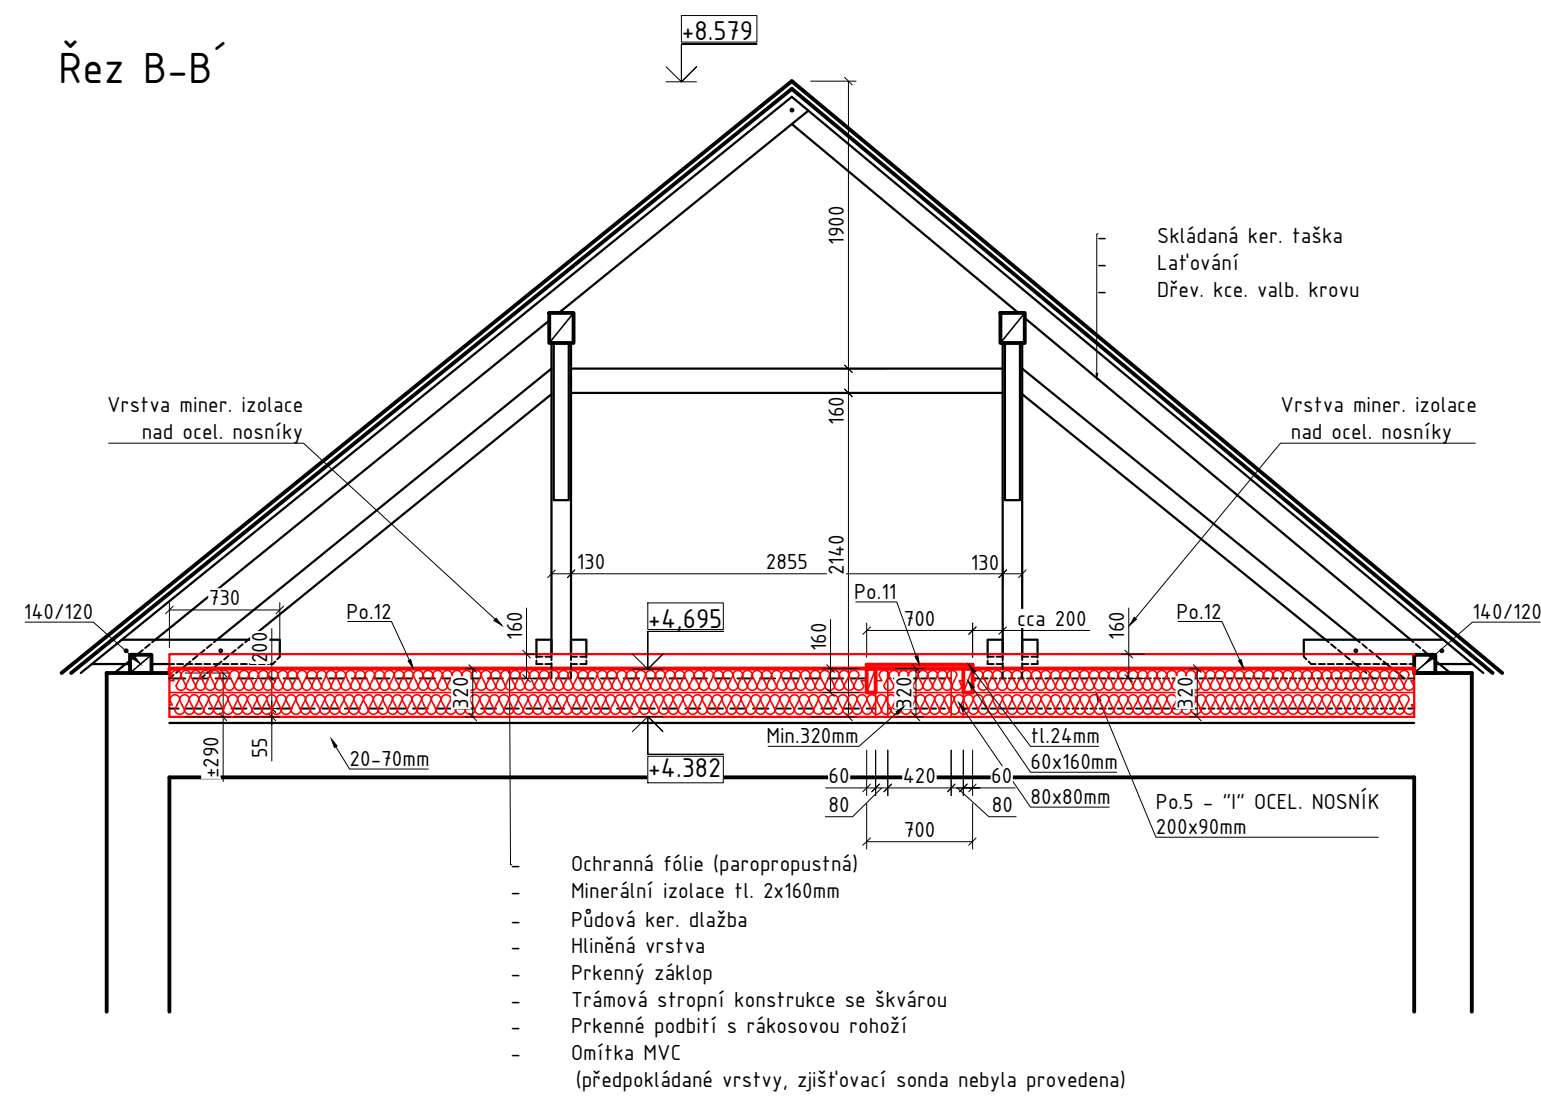 Řez B-B´
+8.579
1900
- Skládaná ker. taška
- Laťování
- Dřev. kce. valb. krovu
Vrstva miner. izolace
nad ocel. nosníky
160
Vrstva miner. izolace
nad ocel. nosníky
2140
130
2855
130
140/120
730
Po.12
160
+4,695
Po.11
700
cca 200
160
Po.12
140/120
200
160
320
320
320
±290
55
20-70mm
+4.382
Min.320mm
tl.24mm
60x160mm
80x80mm
60
420
60
80
80
700
Po.5 - "I" OCEL. NOSNÍK
200x90mm
- Ochranná fólie (paropropustná)
- Minerální izolace tl. 2x160mm
- Půdová ker. dlažba
- Hliněná vrstva
- Prkenný záklop
- Trámová stropní konstrukce se škvárou
- Prkenné podbití s rákosovou rohoží
- Omítka MVC
(předpokládané vrstvy, zjišťovací sonda nebyla provedena)